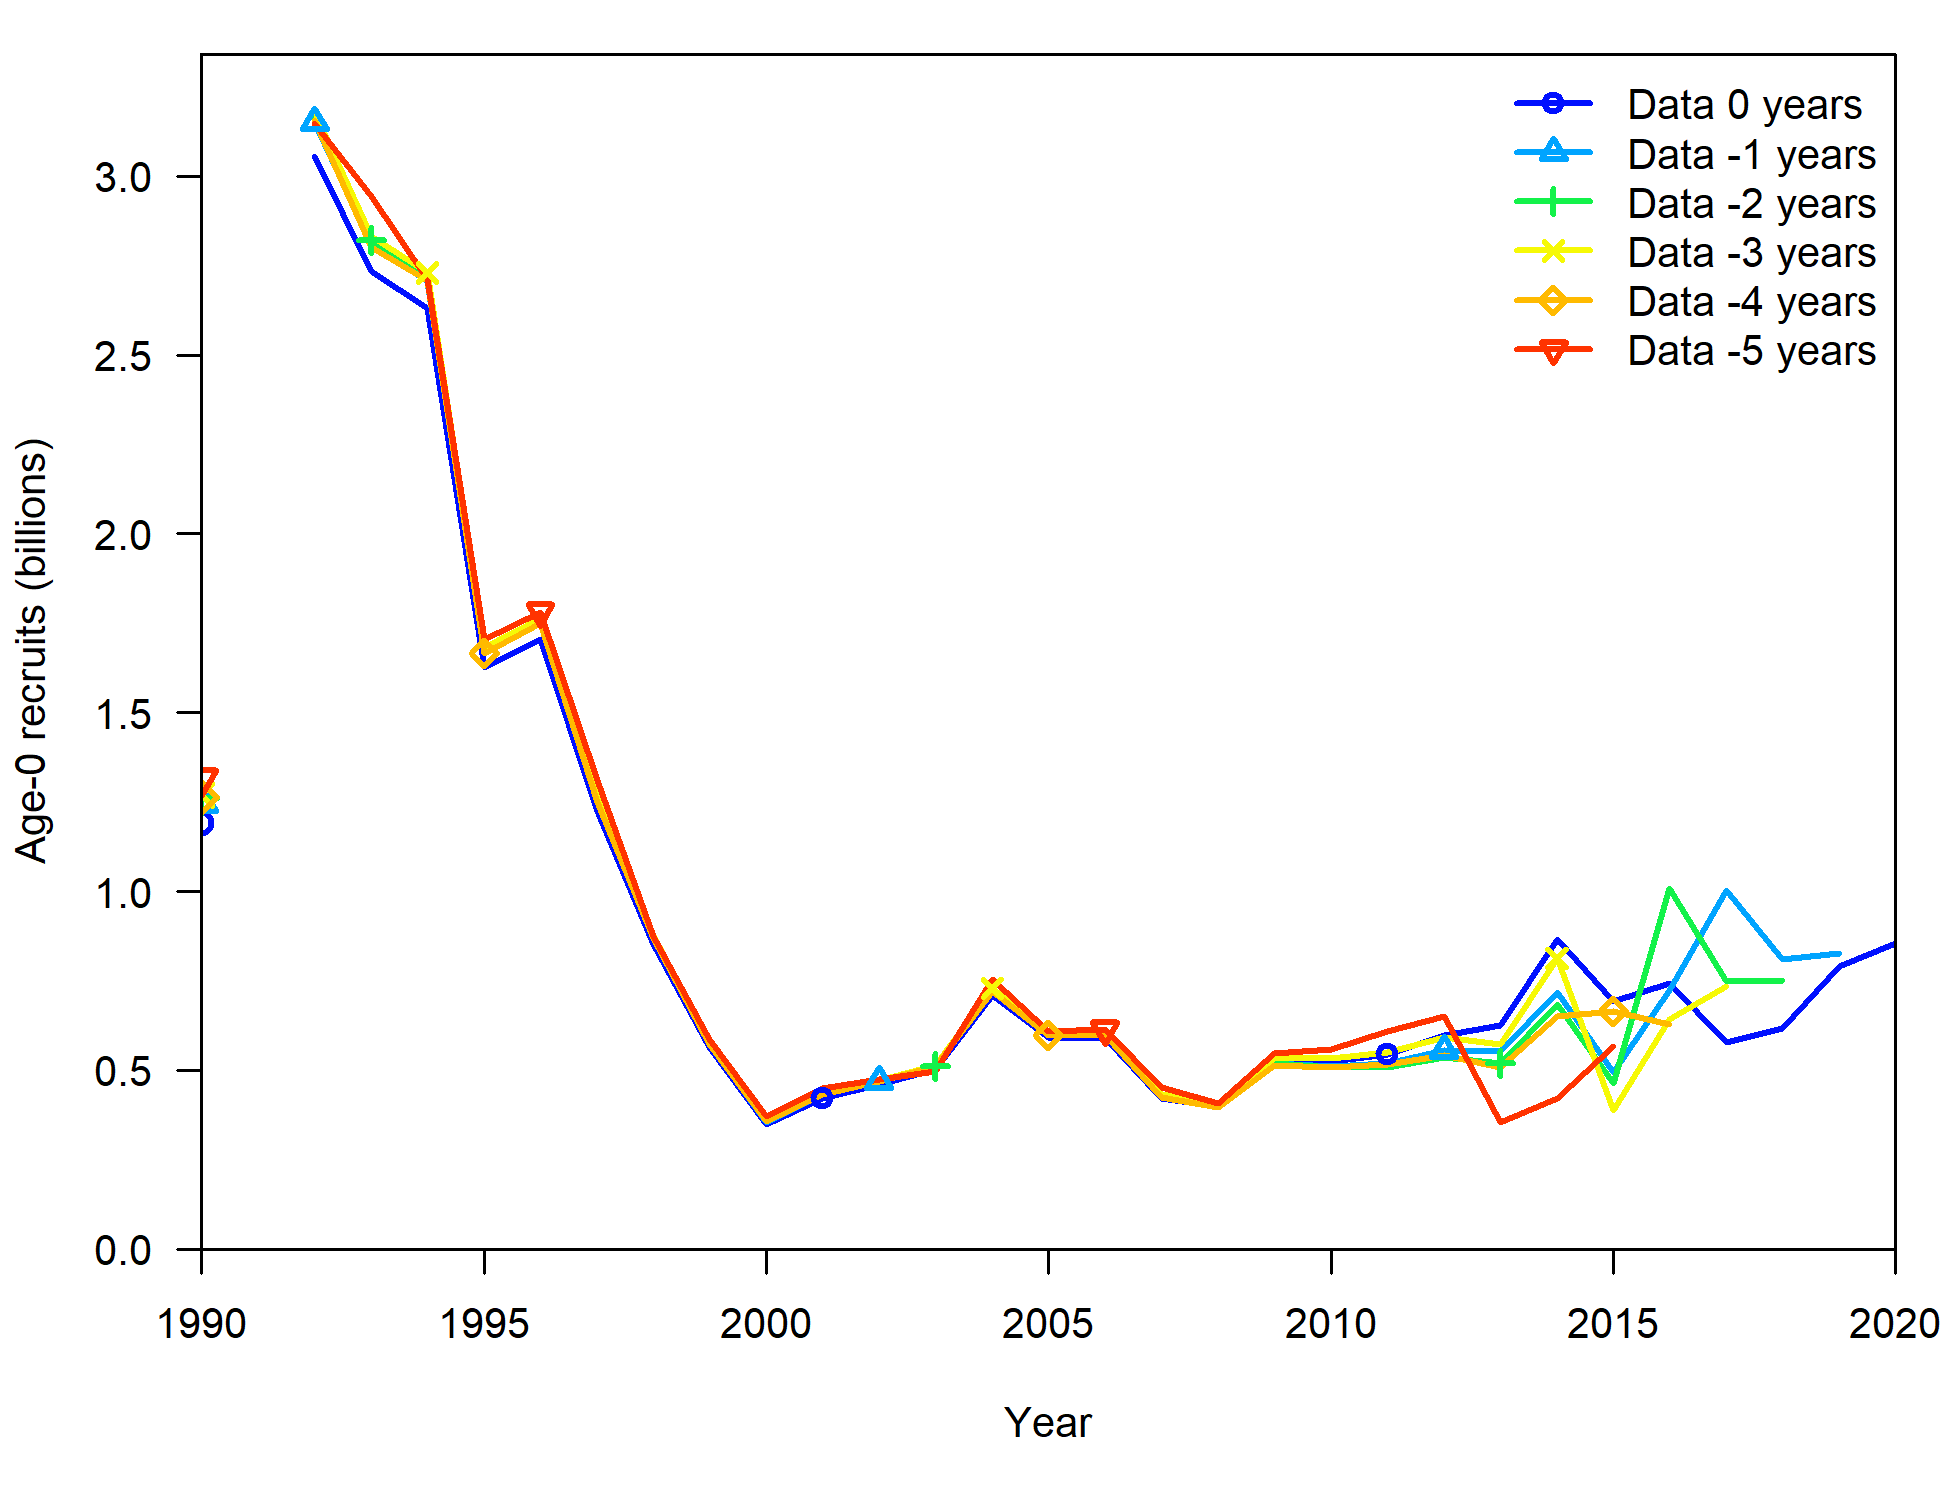 Data 0 years
Data -1 years
Data -2 years
Data -3 years
Data -4 years
Data -5 years
Age-0 recruits (billions)
3.0
2.5
2.0
1.5
1.0
0.5
0.0
1990 1995 2000 2005 2010 2015 2020
Year